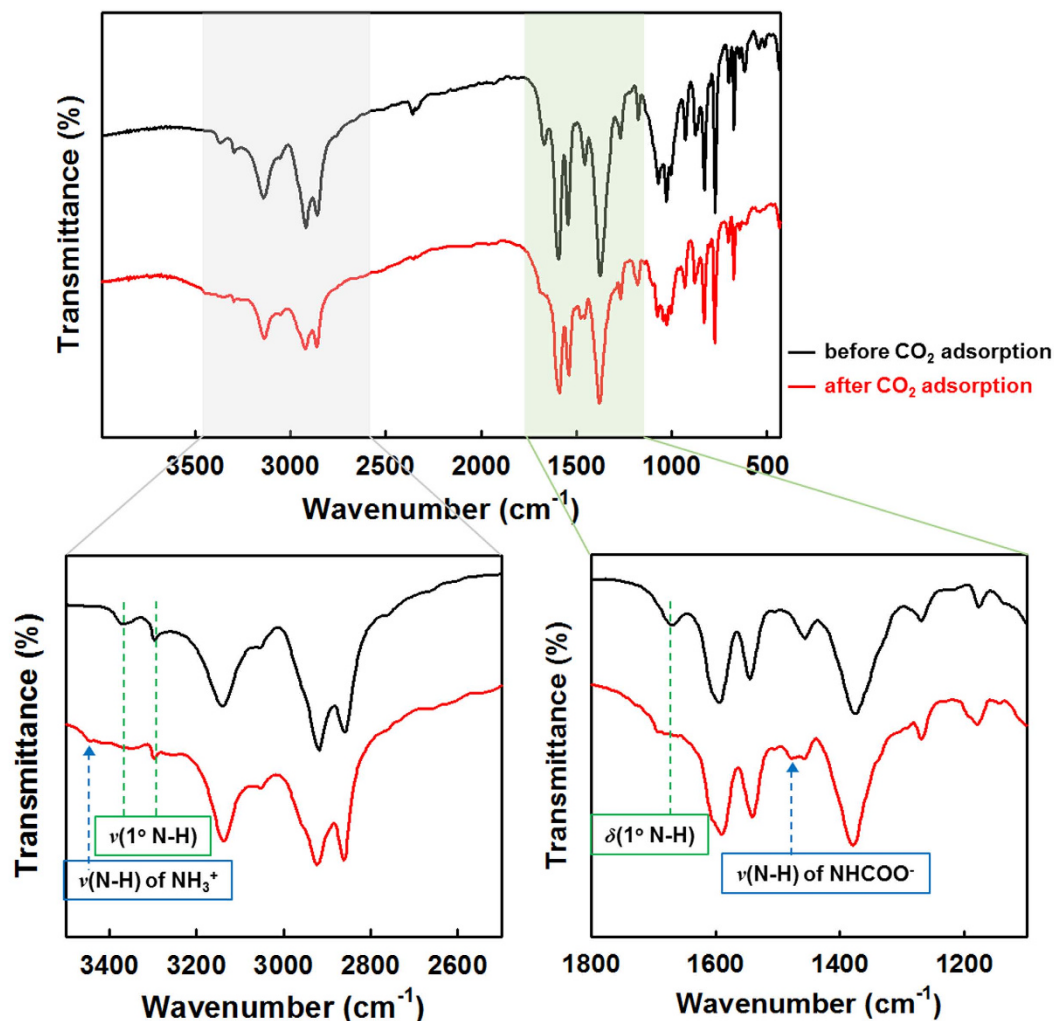 Transmittance (%)
3500 3000 2500 2000 1500 1000 500
Wavenumber (cm⁻¹)
before CO₂ adsorption
after CO₂ adsorption
Transmittance (%)
ν(1º N-H)
ν(N-H) of NH₃⁺
3400 3200 3000 2800 2600
Wavenumber (cm⁻¹)
Transmittance (%)
δ(1º N-H)
ν(N-H) of NHCOO⁻
1800 1600 1400 1200
Wavenumber (cm⁻¹)